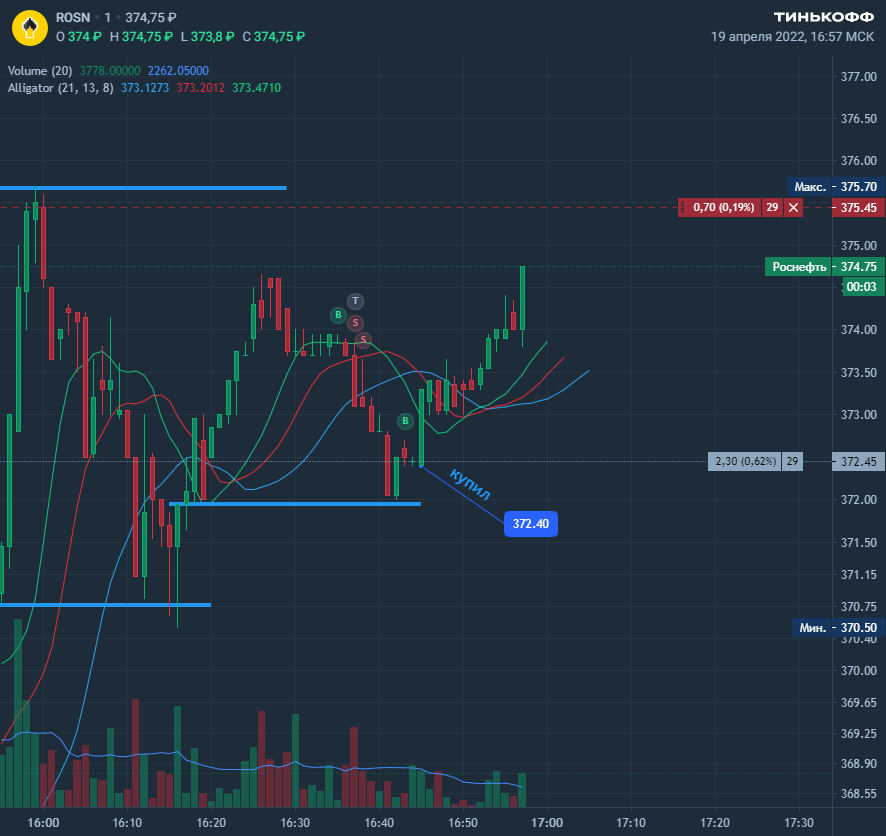 ROSN 1 374,75 ₽
ТИНЬКОФФ
O 374 ₽ H 374,75 ₽ L 373,8 ₽ C 374,75 ₽
19 апреля 2022, 16:57 МСК
Volume (20) 3778.00000 2262.05000
Alligator (21, 13, 8) 373.1273 373.2012 373.4710
377.00
376.50
376.00
Макс. 375.70
0,70 (0,19%) 29 X 375.45
375.00
Роснефть 374.75
00:03
T
B
S
S
374.00
373.50
373.00
B
2,30 (0,62%) 29 372.45
купил
372.40
372.00
371.50
371.15
370.75
Мин. 370.50
370.40
370.00
369.65
369.25
368.90
368.55
16:00 16:10 16:20 16:30 16:40 16:50 17:00 17:10 17:20 17:30